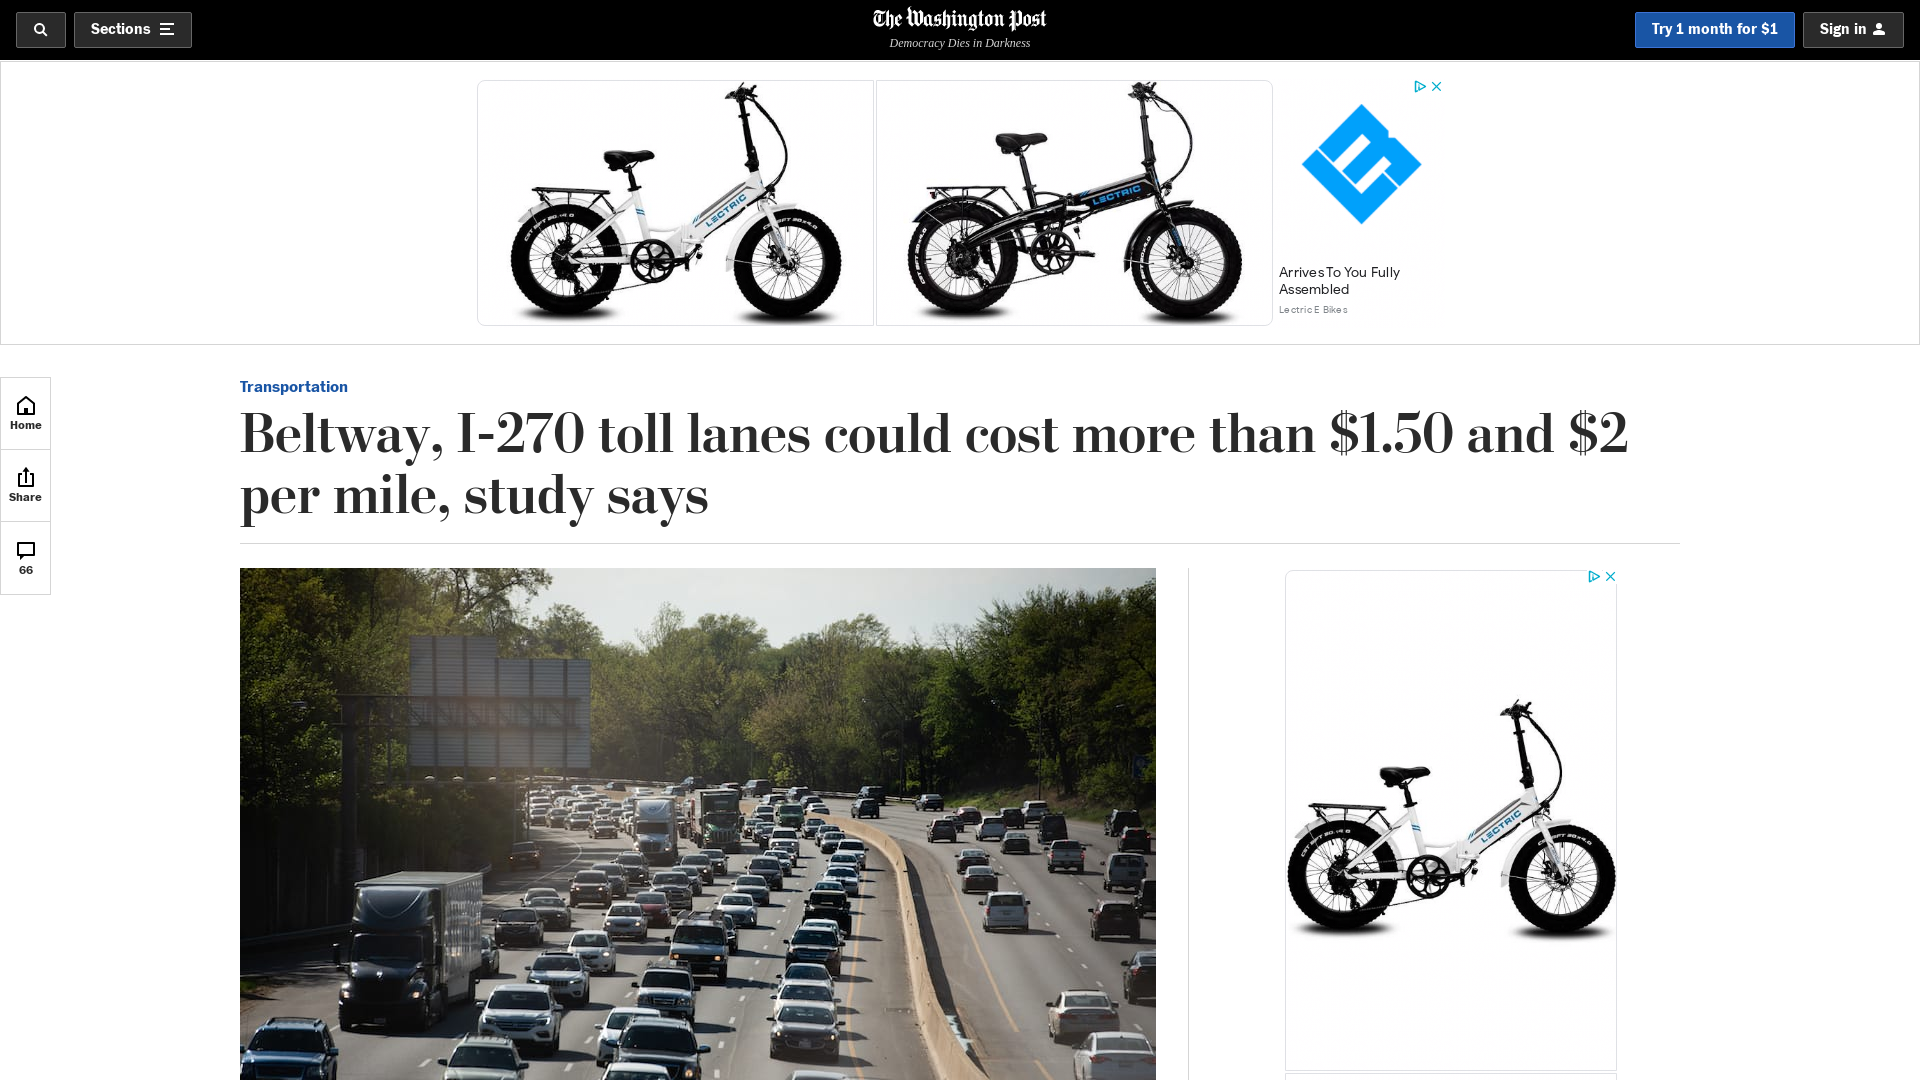 Sections
The Washington Post
Democracy Dies in Darkness
Try 1 month for $1
Sign in
LECTRIC
LECTRIC
Arrives To You Fully
Assembled
Lectric E Bikes
Home
Share
66
Transportation
Beltway, I-270 toll lanes could cost more than $1.50 and $2
per mile, study says
LECTRIC